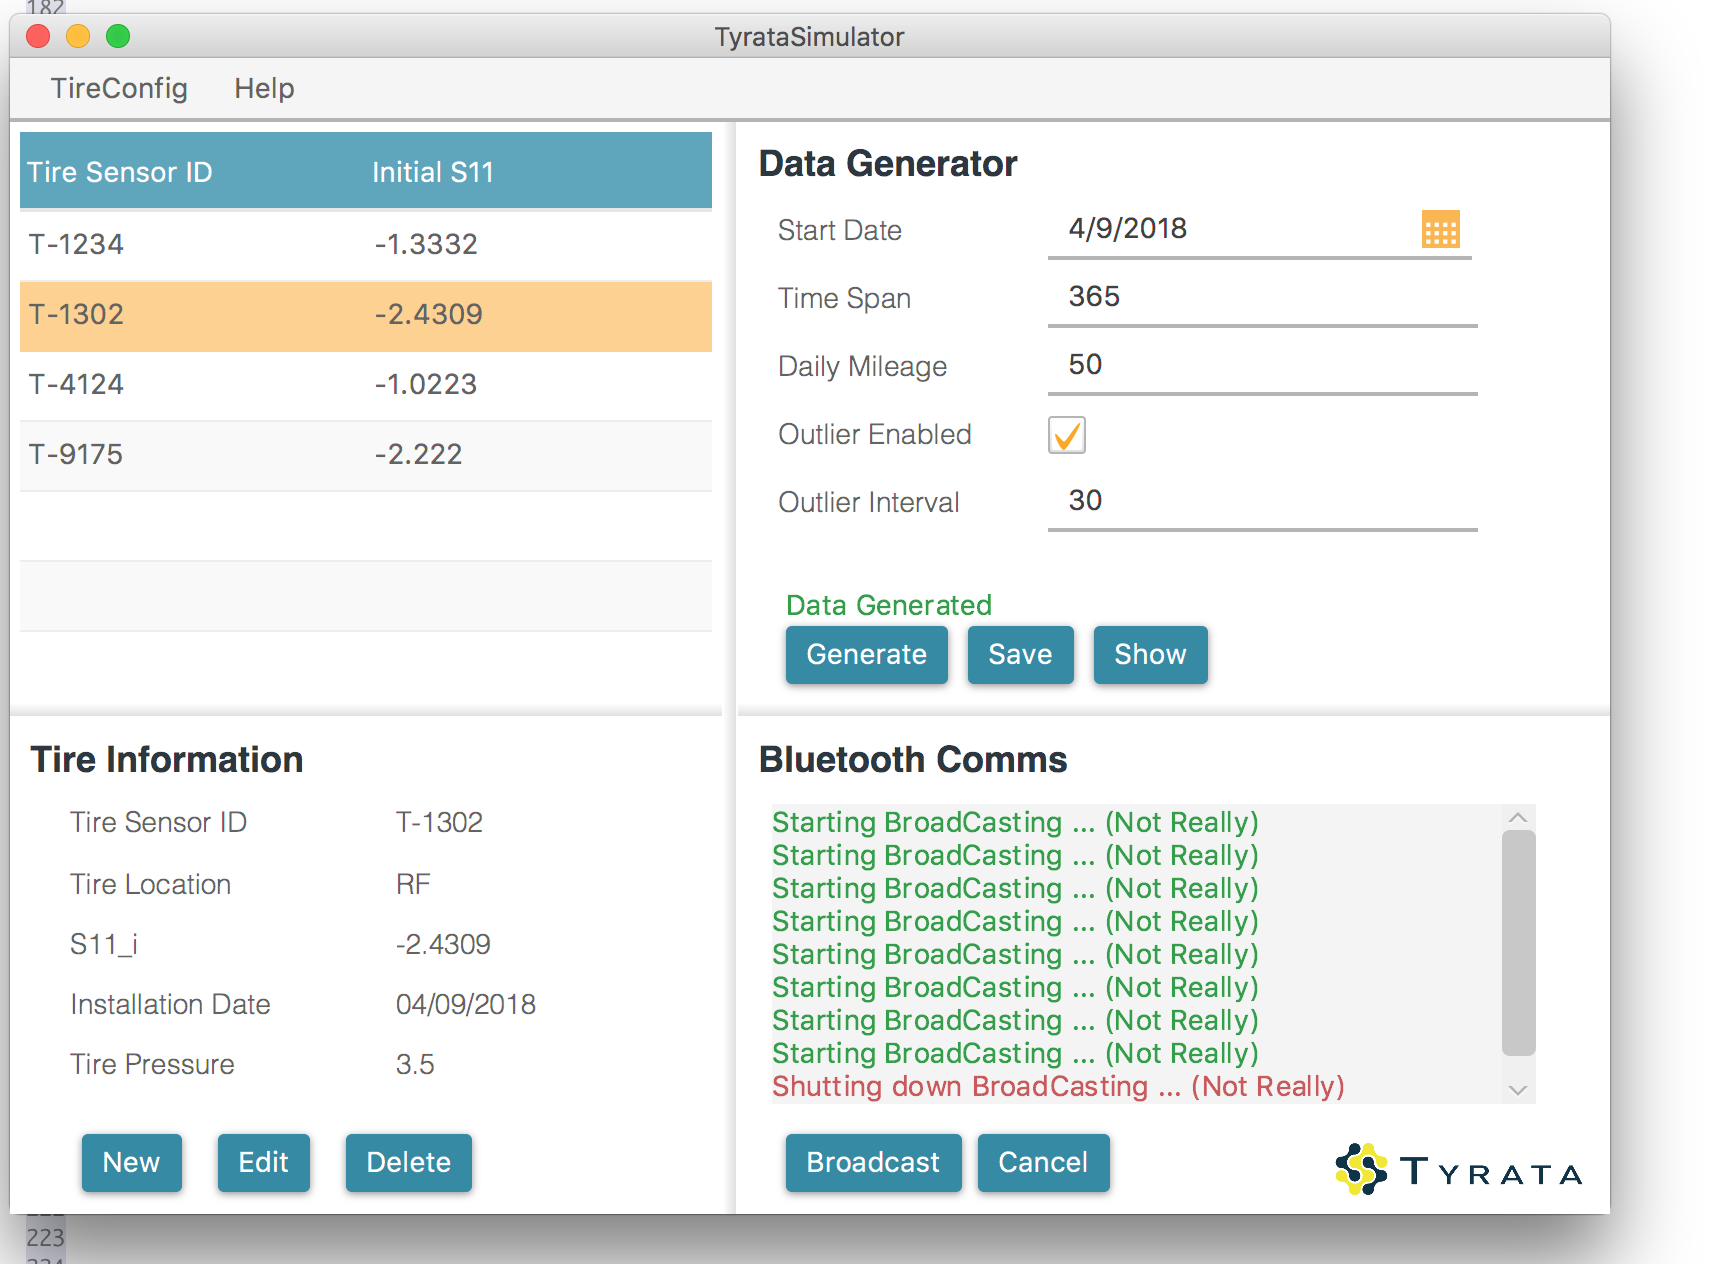 182
TyrataSimulator
TireConfig Help
Tire Sensor ID Initial S11
T-1234 -1.3332
T-1302 -2.4309
T-4124 -1.0223
T-9175 -2.222
Data Generator
Start Date 4/9/2018
Time Span 365
Daily Mileage 50
Outlier Enabled
Outlier Interval 30
Data Generated
Generate Save Show
Tire Information
Tire Sensor ID T-1302
Tire Location RF
S11_i -2.4309
Installation Date 04/09/2018
Tire Pressure 3.5
New Edit Delete
Bluetooth Comms
Starting BroadCasting ... (Not Really)
Starting BroadCasting ... (Not Really)
Starting BroadCasting ... (Not Really)
Starting BroadCasting ... (Not Really)
Starting BroadCasting ... (Not Really)
Starting BroadCasting ... (Not Really)
Starting BroadCasting ... (Not Really)
Starting BroadCasting ... (Not Really)
Shutting down BroadCasting ... (Not Really)
Broadcast Cancel
TYRATA
223